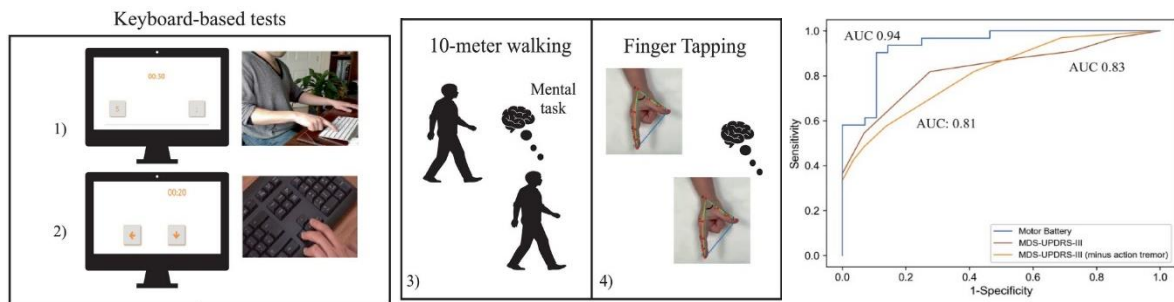 Keyboard-based tests
1)
00:30
S
2)
00:20
10-meter walking
Mental
task
3)
Finger Tapping
4)
AUC 0.94
AUC 0.83
AUC: 0.81
Sensitivity
1.0
0.8
0.6
0.4
0.2
0.0
0.0 0.2 0.4 0.6 0.8 1.0
1-Specificity
Motor Battery
MDS-UPDRS-III
MDS-UPDRS-III (minus action tremor)